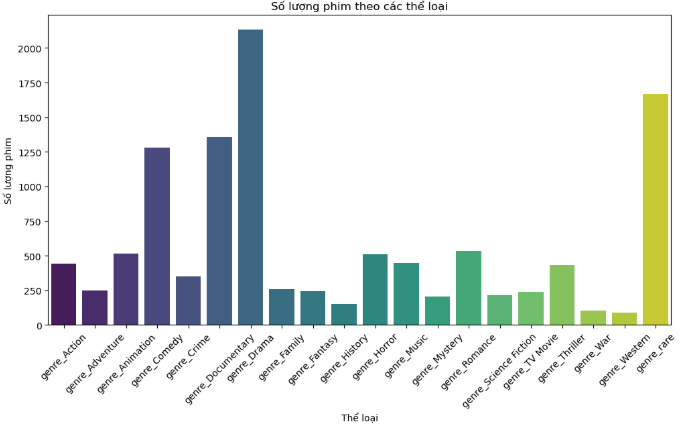 Số lượng phim theo các thể loại
Số lượng phim
2000
1750
1500
1250
1000
750
500
250
0
genre_Action
genre_Adventure
genre_Animation
genre_Comedy
genre_Crime
genre_Documentary
genre_Drama
genre_Family
genre_Fantasy
genre_History
genre_Horror
genre_Music
genre_Mystery
genre_Romance
genre_Science Fiction
genre_TV Movie
genre_Thriller
genre_War
genre_Western
genre_rare
Thể loại